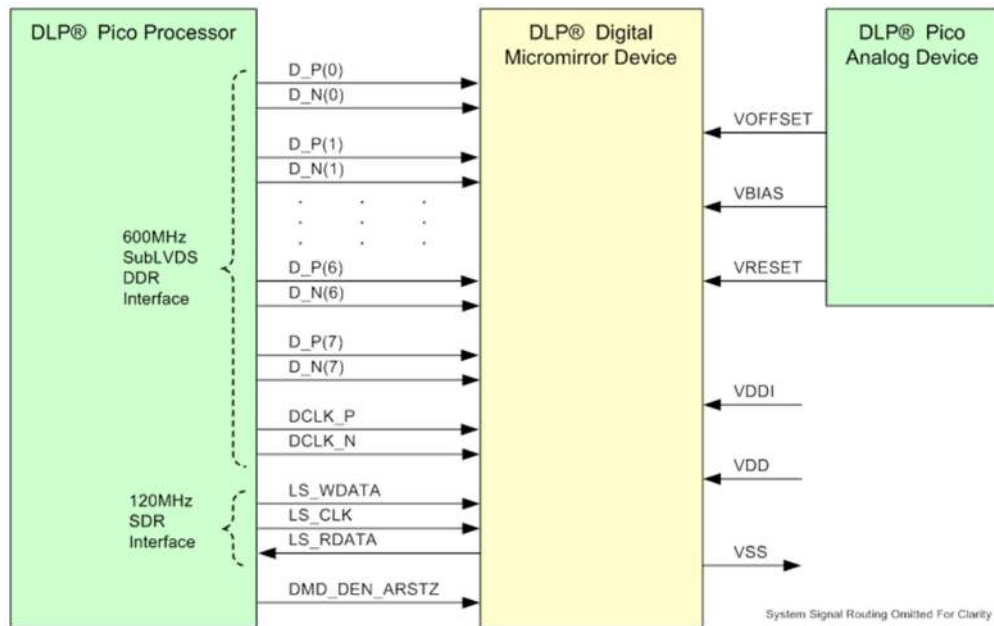 DLP® Pico Processor
600MHz
SubLVDS
DDR
Interface
120MHz
SDR
Interface
D_P(0)
D_N(0)
D_P(1)
D_N(1)
D_P(6)
D_N(6)
D_P(7)
D_N(7)
DCLK_P
DCLK_N
LS_WDATA
LS_CLK
LS_RDATA
DMD_DEN_ARSTZ
DLP® Digital
Micromirror Device
DLP® Pico
Analog Device
VOFFSET
VBIAS
VRESET
VDDI
VDD
VSS
System Signal Routing Omitted For Clarity